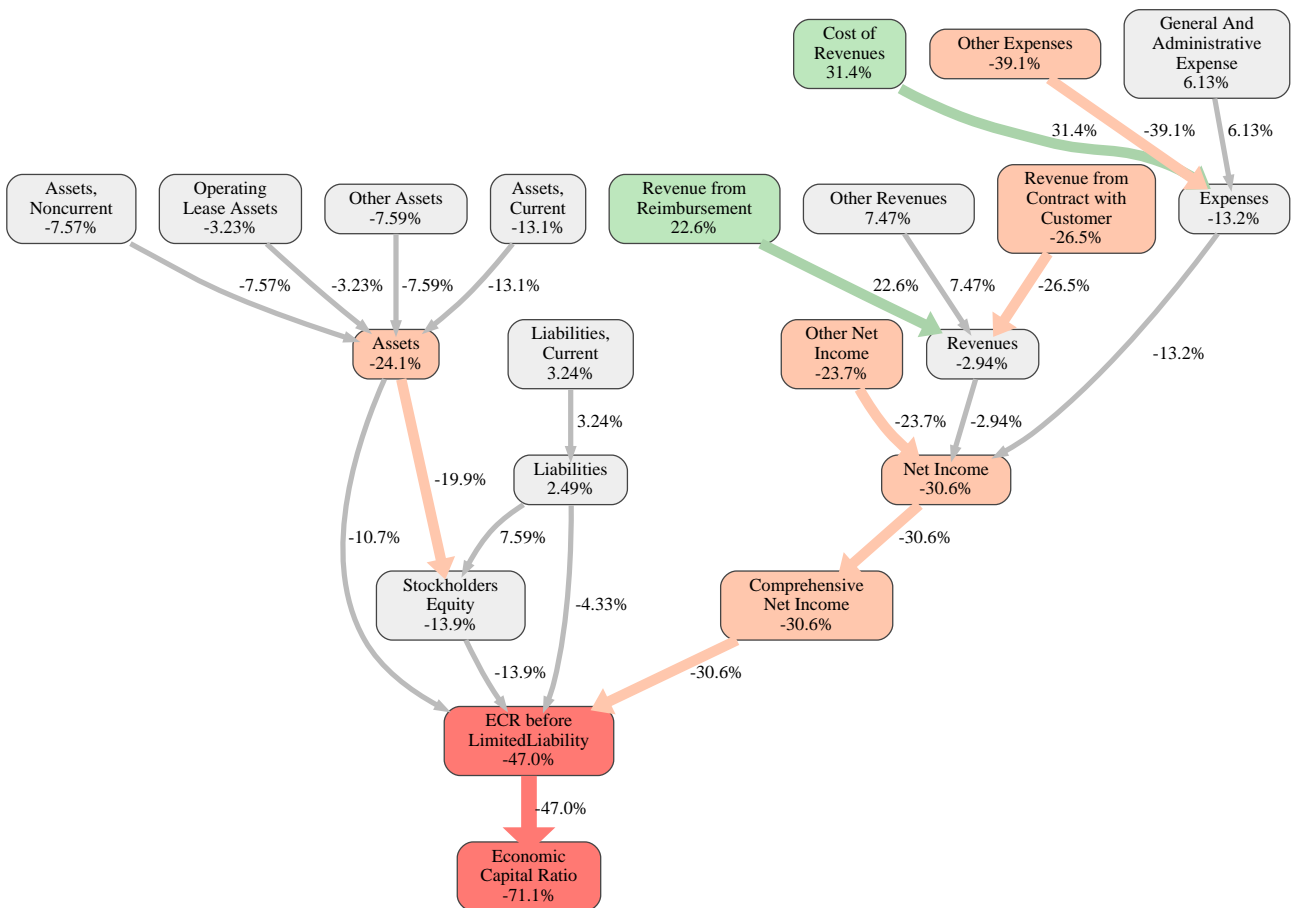 Cost of
Revenues
31.4%
Other Expenses
-39.1%
General And
Administrative
Expense
6.13%
31.4%
-39.1%
6.13%
Assets,
Noncurrent
-7.57%
Operating
Lease Assets
-3.23%
Other Assets
-7.59%
Assets,
Current
-13.1%
Revenue from
Reimbursement
22.6%
Other Revenues
7.47%
Revenue from
Contract with
Customer
-26.5%
Expenses
-13.2%
-7.57%
-3.23%
-7.59%
-13.1%
22.6%
7.47%
-26.5%
Assets
-24.1%
Liabilities,
Current
3.24%
Other Net
Income
-23.7%
Revenues
-2.94%
-13.2%
3.24%
-23.7%
-2.94%
-19.9%
Liabilities
2.49%
Net Income
-30.6%
-10.7%
7.59%
-30.6%
Stockholders
Equity
-13.9%
-4.33%
Comprehensive
Net Income
-30.6%
-13.9%
-30.6%
ECR before
LimitedLiability
-47.0%
-47.0%
Economic
Capital Ratio
-71.1%